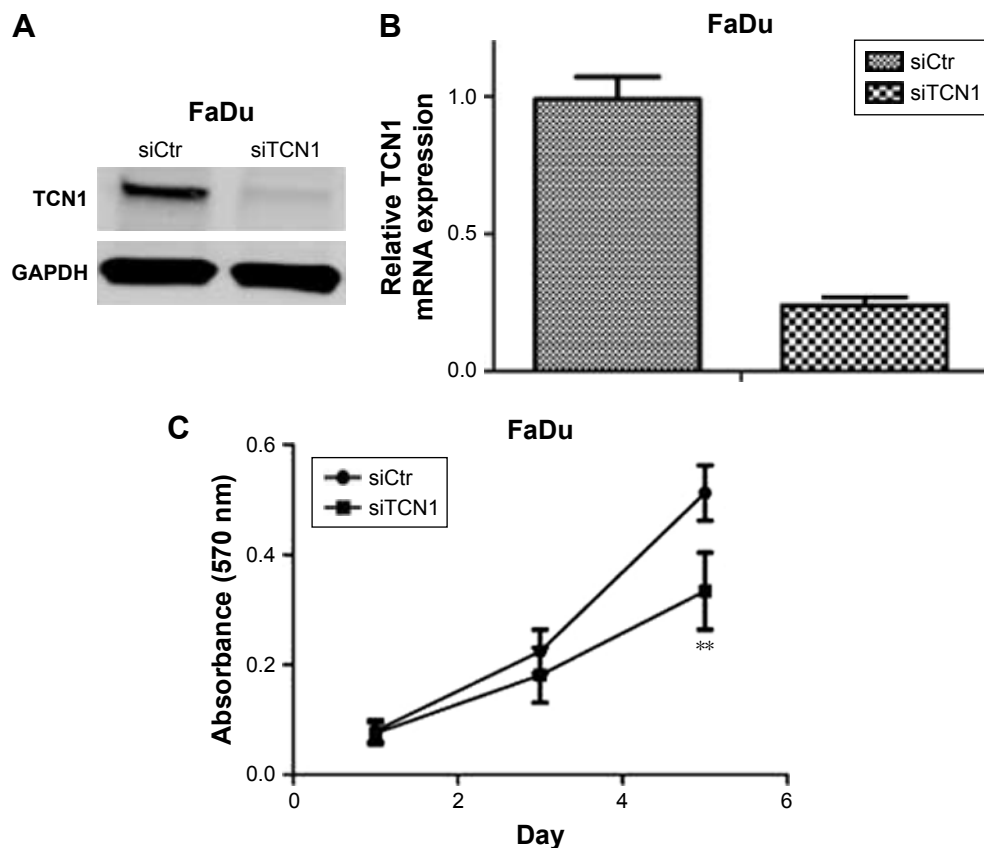 A
FaDu
siCtr siTCN1
TCN1
GAPDH
B
FaDu
siCtr
siTCN1
Relative TCN1
mRNA expression
1.0
0.5
0.0
C
FaDu
siCtr
siTCN1
Absorbance (570 nm)
0.6
0.4
0.2
0.0
**
0 2 4 6
Day